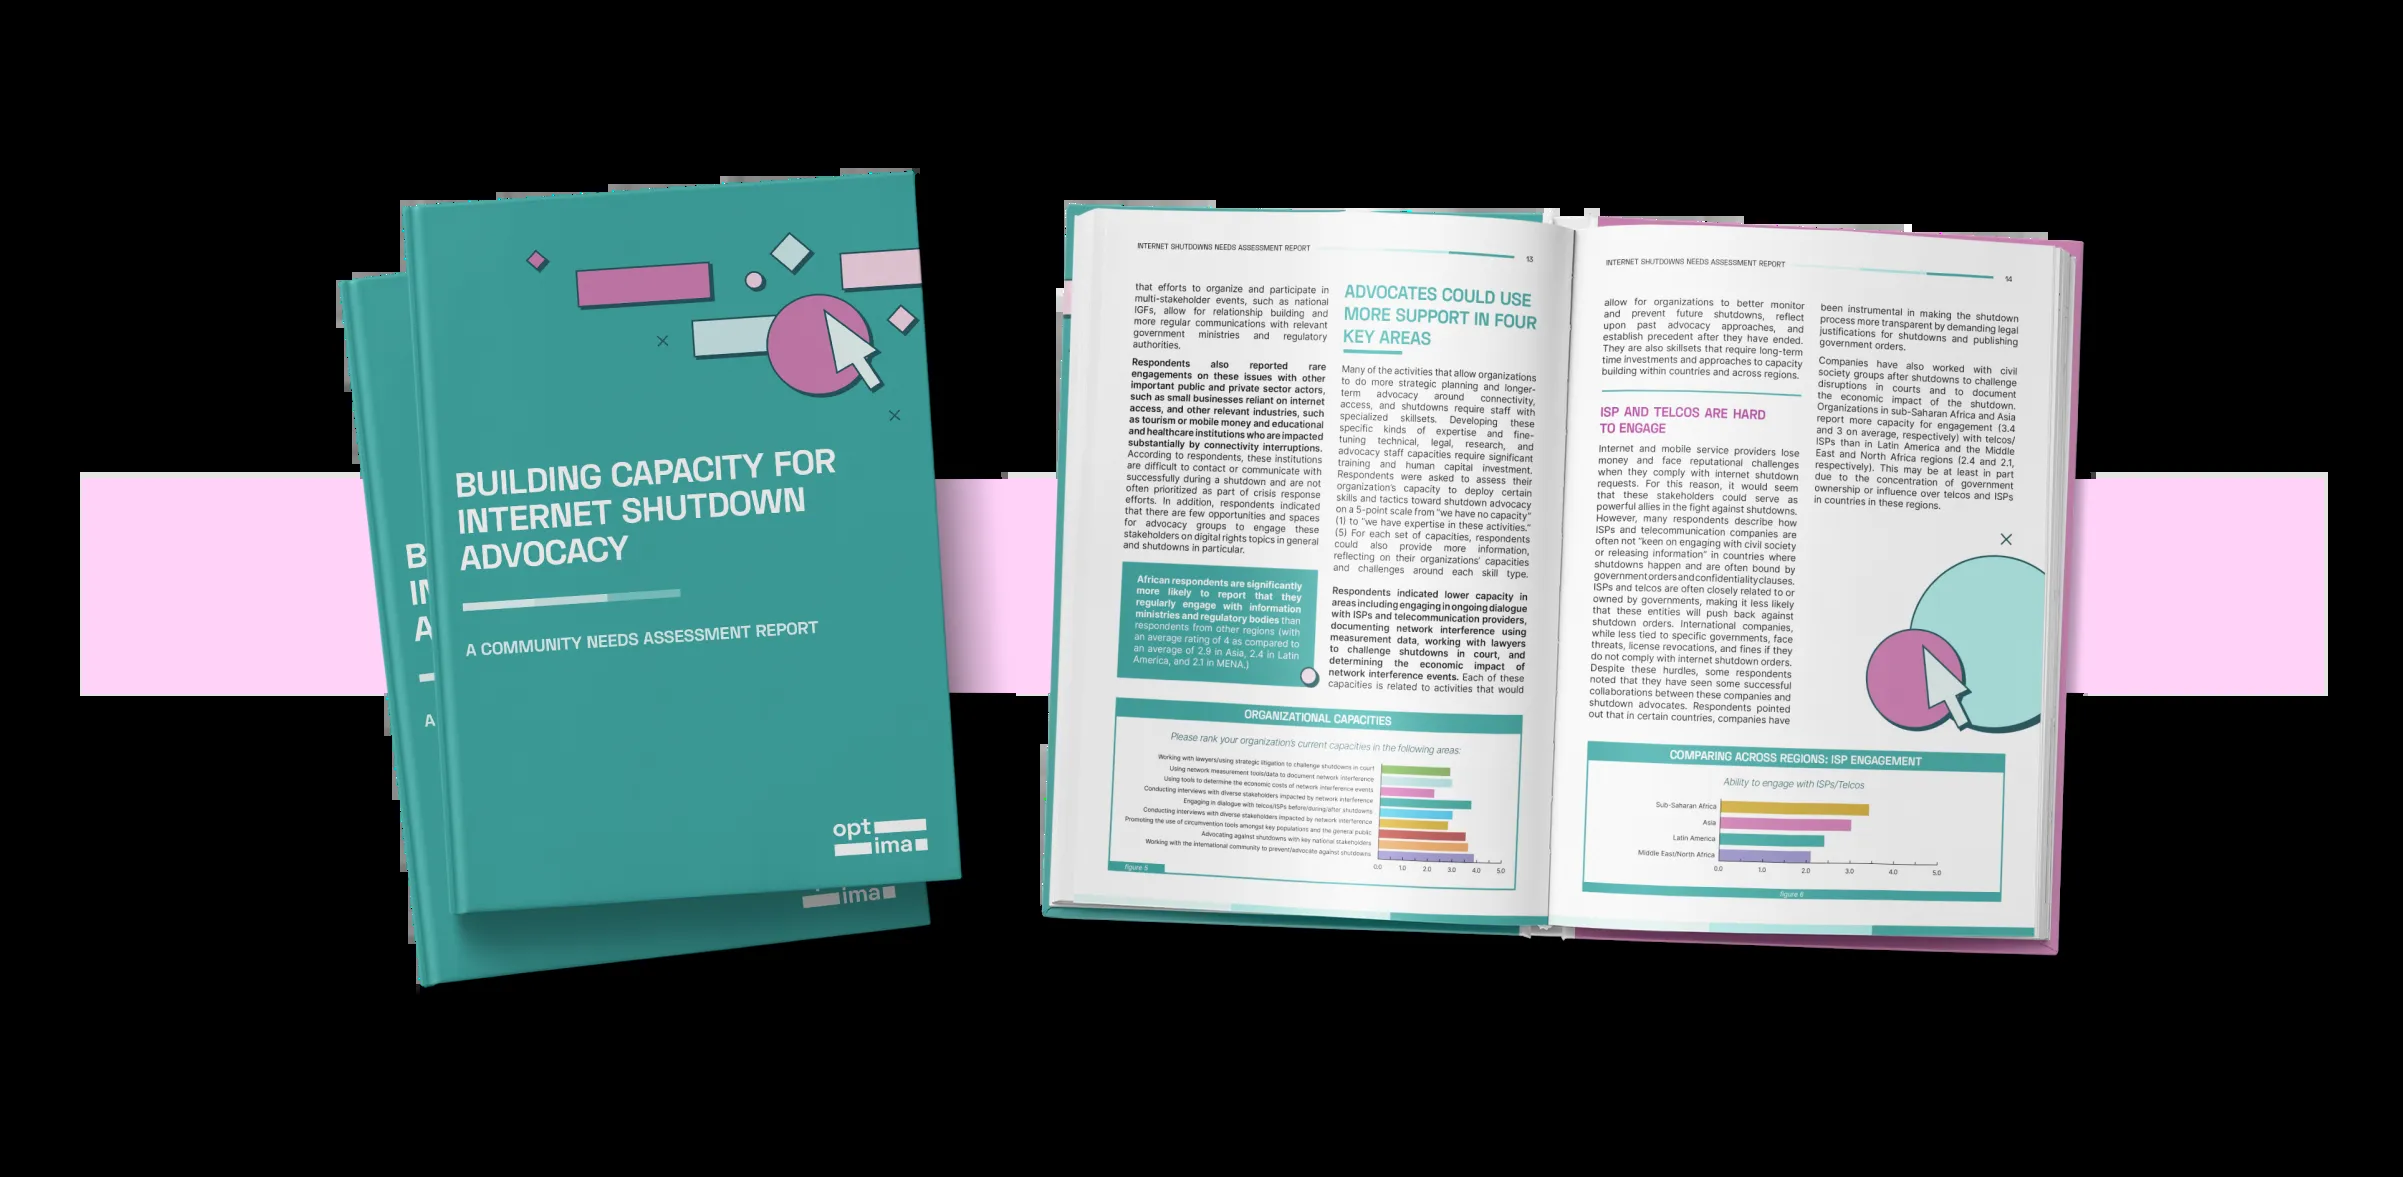 BUILDING CAPACITY FOR
INTERNET SHUTDOWN
ADVOCACY
A COMMUNITY NEEDS ASSESSMENT REPORT
opt
ima
B
IN
A
A
ima
INTERNET SHUTDOWNS NEEDS ASSESSMENT REPORT
13
that efforts to organize and participate in
multi-stakeholder events, such as national
IGFs, allow for relationship building and
more regular communications with relevant
government ministries and regulatory
authorities.
Respondents also reported rare
engagements on these issues with other
important public and private sector actors,
such as small businesses reliant on internet
access, and other relevant industries, such
as tourism or mobile money and educational
and healthcare institutions who are impacted
substantially by connectivity interruptions.
According to respondents, these institutions
are difficult to contact or communicate with
successfully during a shutdown and are not
often prioritized as part of crisis response
efforts. In addition, respondents indicated
that there are few opportunities and spaces
for advocacy groups to engage these
stakeholders on digital rights topics in general
and shutdowns in particular.
African respondents are significantly
more likely to report that they
regularly engage with information
ministries and regulatory bodies than
respondents from other regions (with
an average rating of 4 as compared to
an average of 2.9 in Asia, 2.4 in Latin
America, and 2.1 in MENA.)
ADVOCATES COULD USE
MORE SUPPORT IN FOUR
KEY AREAS
Many of the activities that allow organizations
to do more strategic planning and longer-
term advocacy around connectivity,
access, and shutdowns require staff with
specialized skillsets. Developing these
specific kinds of expertise and fine-
tuning technical, legal, research, and
advocacy staff capacities require significant
training and human capital investment.
Respondents were asked to assess their
organization's capacity to deploy certain
skills and tactics toward shutdown advocacy
on a 5-point scale from "we have no capacity"
(1) to "we have expertise in these activities."
(5) For each set of capacities, respondents
could also provide more information,
reflecting on their organizations' capacities
and challenges around each skill type.
Respondents indicated lower capacity in
areas including engaging in ongoing dialogue
with ISPs and telecommunication providers,
documenting network interference using
measurement data, working with lawyers
to challenge shutdowns in court, and
determining the economic impact of
network interference events. Each of these
capacities is related to activities that would
ORGANIZATIONAL CAPACITIES
Please rank your organization's current capacities in the following areas:
Working with lawyers/using strategic litigation to challenge shutdowns in court
Using network measurement tools/data to document network interference
Using tools to determine the economic costs of network interference events
Conducting interviews with diverse stakeholders impacted by network interference
Engaging in dialogue with telcos/ISPs before/during/after shutdowns
Conducting interviews with diverse stakeholders impacted by network interference
Promoting the use of circumvention tools amongst key populations and the general public
Advocating against shutdowns with key national stakeholders
Working with the international community to prevent/advocate against shutdowns
0.0 1.0 2.0 3.0 4.0 5.0
figure 5
INTERNET SHUTDOWNS NEEDS ASSESSMENT REPORT
14
allow for organizations to better monitor
and prevent future shutdowns, reflect
upon past advocacy approaches, and
establish precedent after they have ended.
They are also skillsets that require long-term
time investments and approaches to capacity
building within countries and across regions.
ISP AND TELCOS ARE HARD
TO ENGAGE
Internet and mobile service providers lose
money and face reputational challenges
when they comply with internet shutdown
requests. For this reason, it would seem
that these stakeholders could serve as
powerful allies in the fight against shutdowns.
However, many respondents describe how
ISPs and telecommunication companies are
often not "keen on engaging with civil society
or releasing information" in countries where
shutdowns happen and are often bound by
government orders and confidentiality clauses.
ISPs and telcos are often closely related to or
owned by governments, making it less likely
that these entities will push back against
shutdown orders. International companies,
while less tied to specific governments, face
threats, license revocations, and fines if they
do not comply with internet shutdown orders.
Despite these hurdles, some respondents
noted that they have seen some successful
collaborations between these companies and
shutdown advocates. Respondents pointed
out that in certain countries, companies have
been instrumental in making the shutdown
process more transparent by demanding legal
justifications for shutdowns and publishing
government orders.
Companies have also worked with civil
society groups after shutdowns to challenge
disruptions in courts and to document
the economic impact of the shutdown.
Organizations in sub-Saharan Africa and Asia
report more capacity for engagement (3.4
and 3 on average, respectively) with telcos/
ISPs than in Latin America and the Middle
East and North Africa regions (2.4 and 2.1,
respectively). This may be at least in part
due to the concentration of government
ownership or influence over telcos and ISPs
in countries in these regions.
COMPARING ACROSS REGIONS: ISP ENGAGEMENT
Ability to engage with ISPs/Telcos
Sub-Saharan Africa
Asia
Latin America
Middle East/North Africa
0.0 1.0 2.0 3.0 4.0 5.0
figure 6